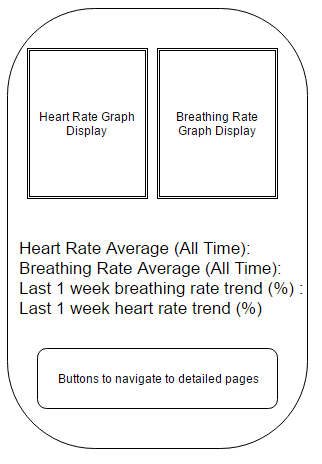 Heart Rate Graph
Display
Breathing Rate
Graph Display
Heart Rate Average (All Time):
Breathing Rate Average (All Time):
Last 1 week breathing rate trend (%) :
Last 1 week heart rate trend (%)
Buttons to navigate to detailed pages